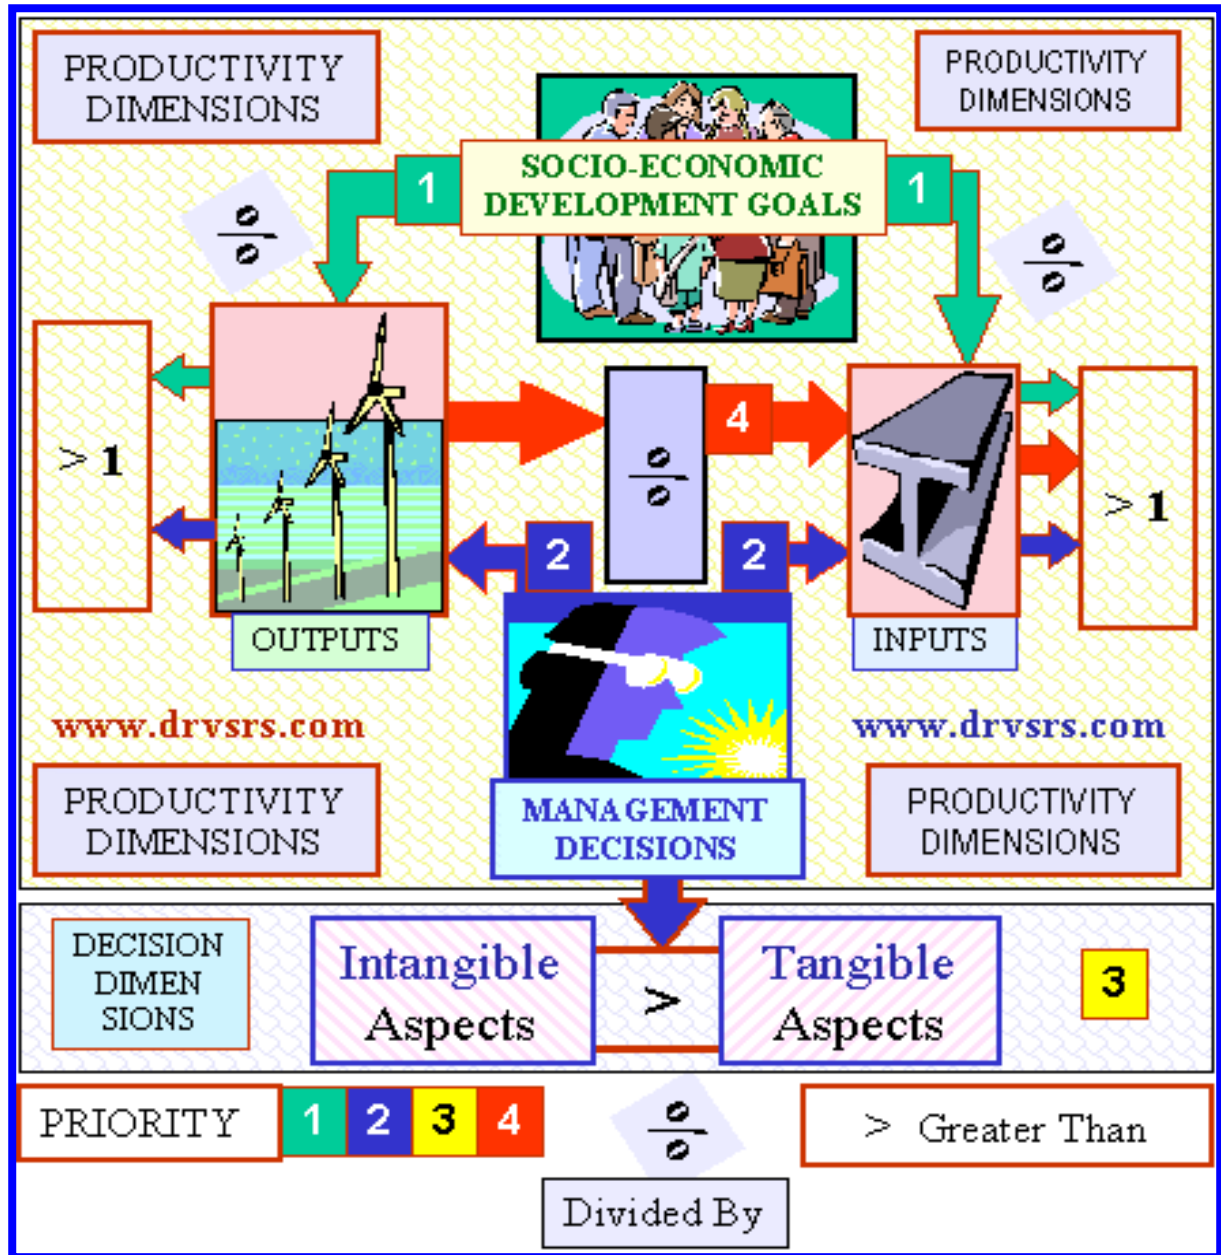 PRODUCTIVITY
DIMENSIONS
PRODUCTIVITY
DIMENSIONS
SOCIO-ECONOMIC
DEVELOPMENT GOALS
1
1
÷
÷
> 1
÷
4
> 1
2
2
OUTPUTS
INPUTS
www.drvsrs.com
www.drvsrs.com
PRODUCTIVITY
DIMENSIONS
MANAGEMENT
DECISIONS
PRODUCTIVITY
DIMENSIONS
DECISION
DIMEN
SIONS
Intangible
Aspects
>
Tangible
Aspects
3
PRIORITY 1 2 3 4
÷
> Greater Than
Divided By